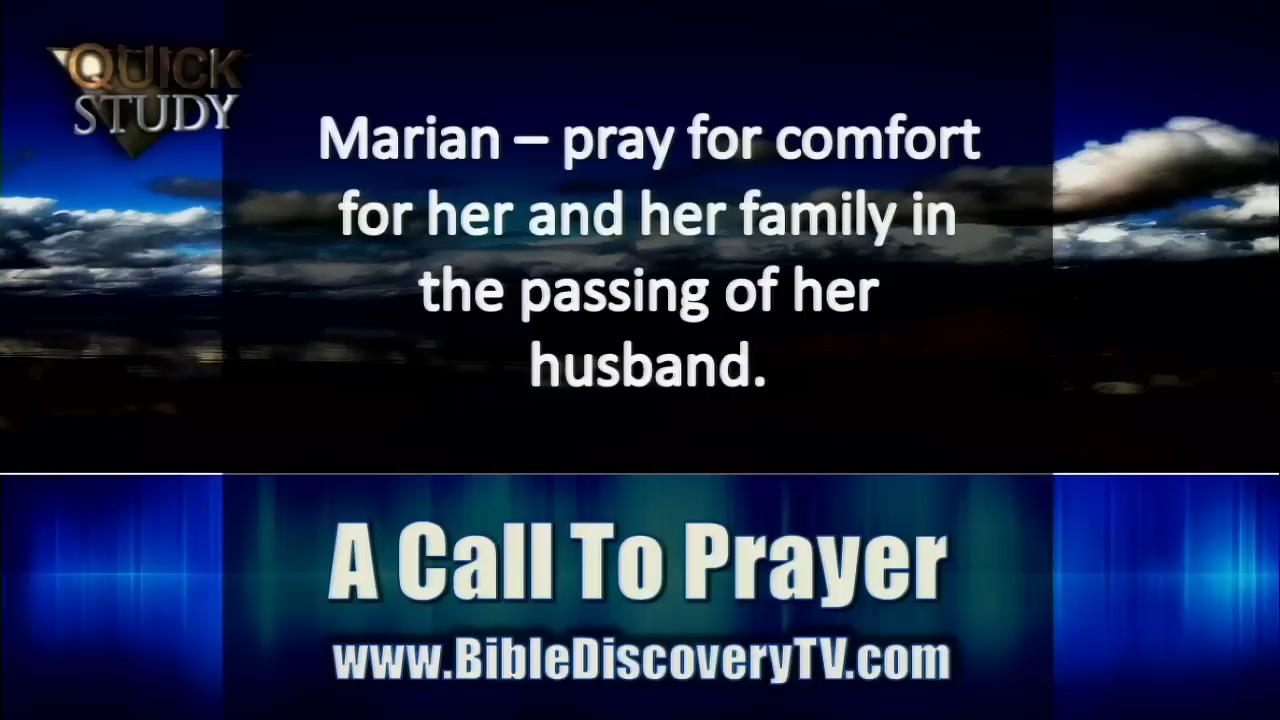 QUICK
STUDY
Marian – pray for comfort
for her and her family in
the passing of her
husband.
A Call To Prayer
www.BibleDiscoveryTV.com